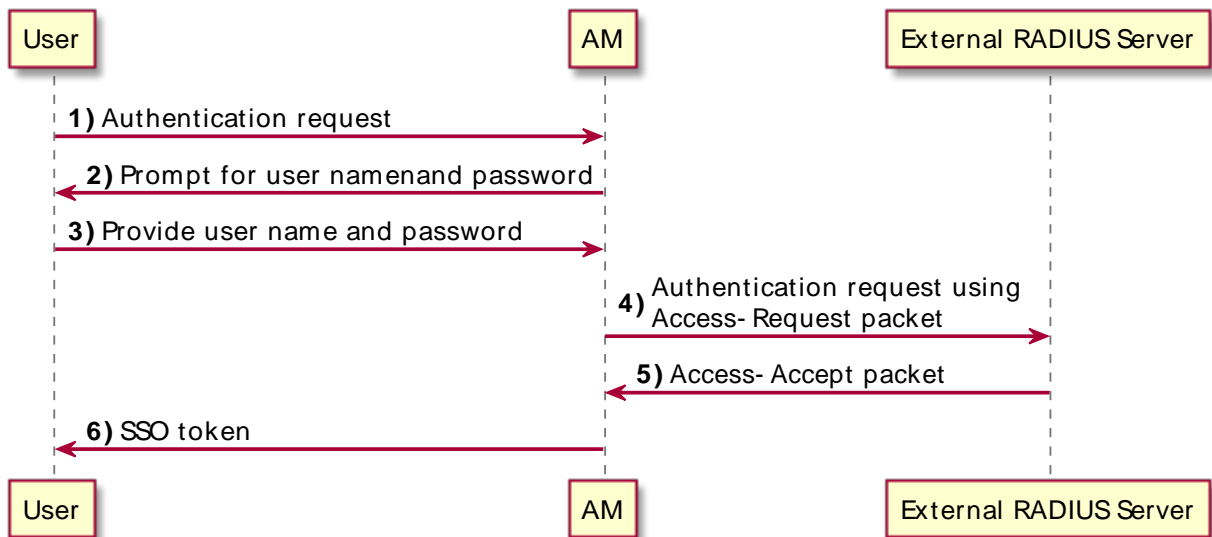 User
AM
External RADIUS Server
1) Authentication request
2) Prompt for user namenand password
3) Provide user name and password
4) Authentication request using
Access-Request packet
5) Access-Accept packet
6) SSO token
User
AM
External RADIUS Server